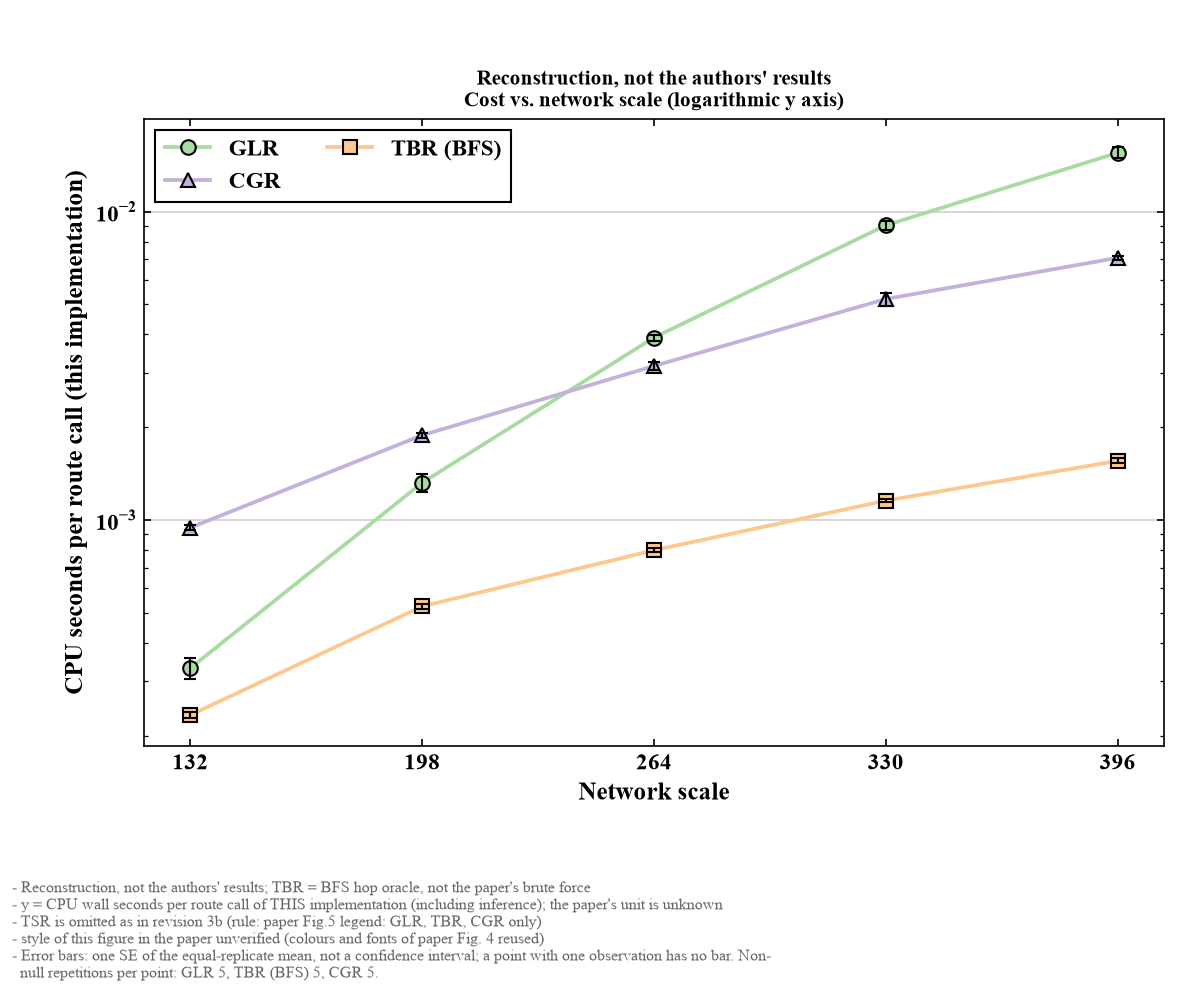 Reconstruction, not the authors' results
Cost vs. network scale (logarithmic y axis)
GLR
TBR (BFS)
CGR
CPU seconds per route call (this implementation)
10⁻²
10⁻³
132 198 264 330 396
Network scale
- Reconstruction, not the authors' results; TBR = BFS hop oracle, not the paper's brute force
- y = CPU wall seconds per route call of THIS implementation (including inference); the paper's unit is unknown
- TSR is omitted as in revision 3b (rule: paper Fig.5 legend: GLR, TBR, CGR only)
- style of this figure in the paper unverified (colours and fonts of paper Fig. 4 reused)
- Error bars: one SE of the equal-replicate mean, not a confidence interval; a point with one observation has no bar. Non-
null repetitions per point: GLR 5, TBR (BFS) 5, CGR 5.